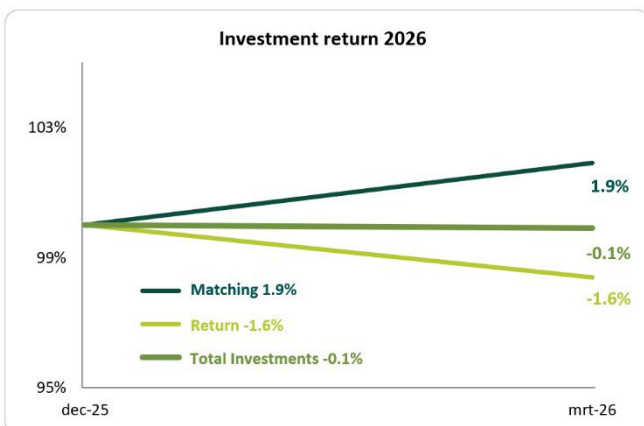 Investment return 2026
103%
1.9%
99%
-0.1%
Matching 1.9%
-1.6%
Return -1.6%
Total Investments -0.1%
95%
dec-25
mrt-26